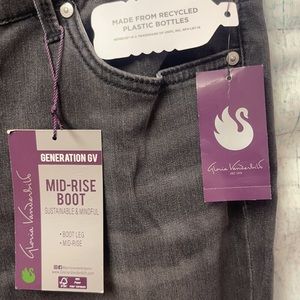 MADE FROM RECYCLED
PLASTIC BOTTLES
Gloria Vanderbilt
GENERATION GV
MID-RISE
BOOT
SUSTAINABLE & MINDFUL
• BOOT LEG
• MID-RISE
Gloria Vanderbilt
FSC